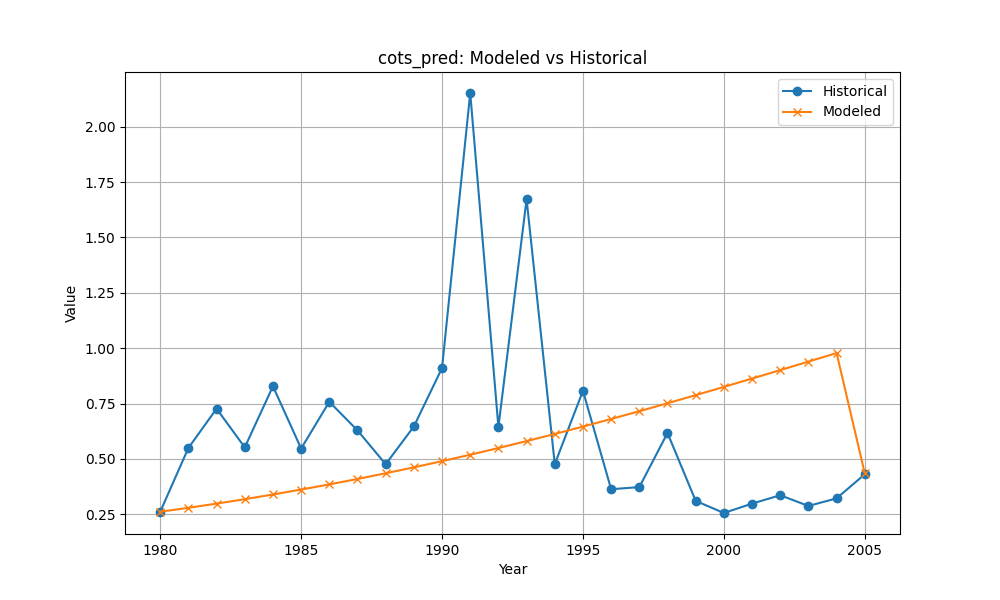 cots_pred: Modeled vs Historical
Historical
Modeled
2.00
1.75
1.50
1.25
1.00
0.75
0.50
0.25
Value
1980 1985 1990 1995 2000 2005
Year